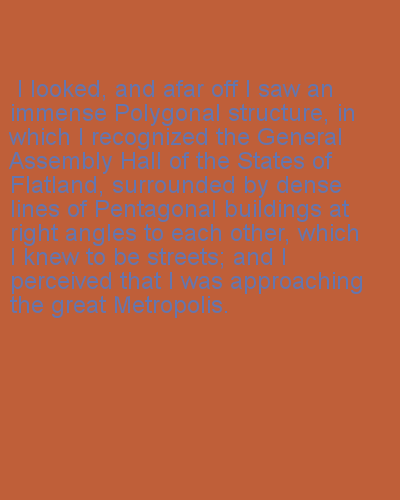 I looked, and afar off I saw an
immense Polygonal structure, in
which I recognized the General
Assembly Hall of the States of
Flatland, surrounded by dense
lines of Pentagonal buildings at
right angles to each other, which
I knew to be streets; and I
perceived that I was approaching
the great Metropolis.